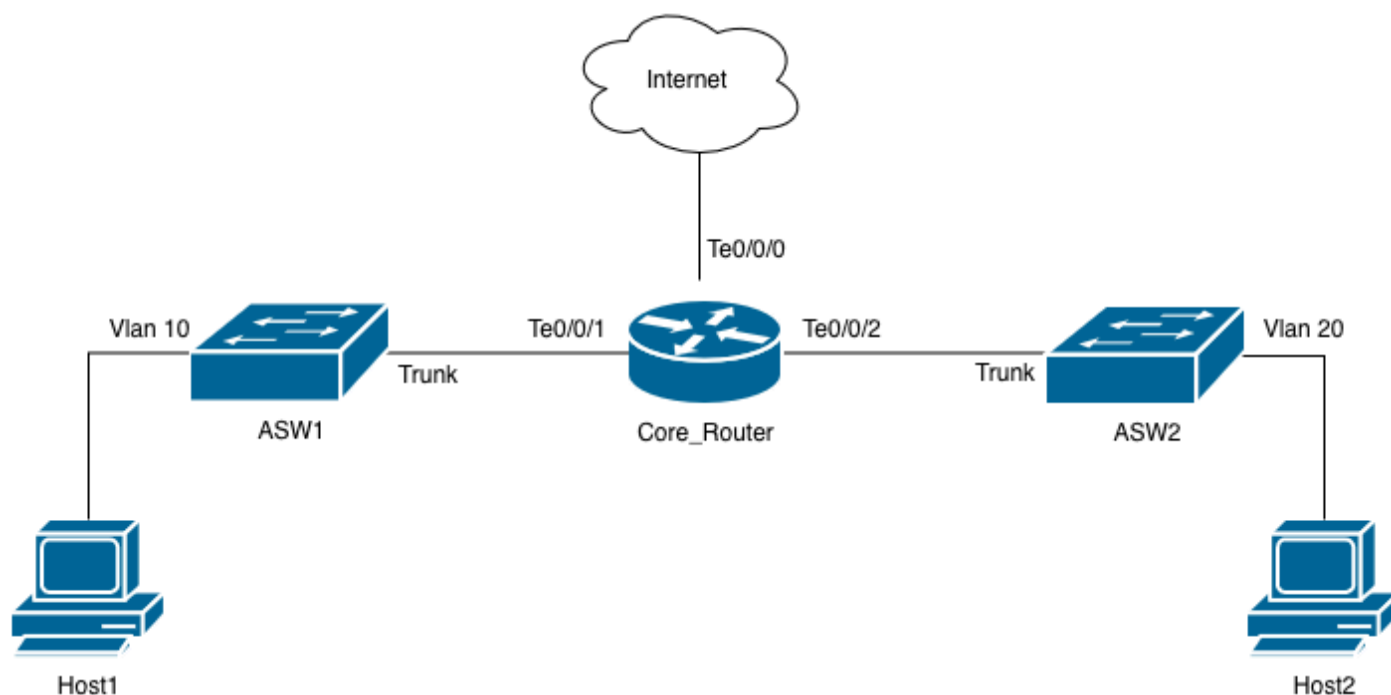 Internet
Te0/0/0
Vlan 10
Te0/0/1
Te0/0/2
Vlan 20
Trunk
Trunk
ASW1
Core_Router
ASW2
Host1
Host2